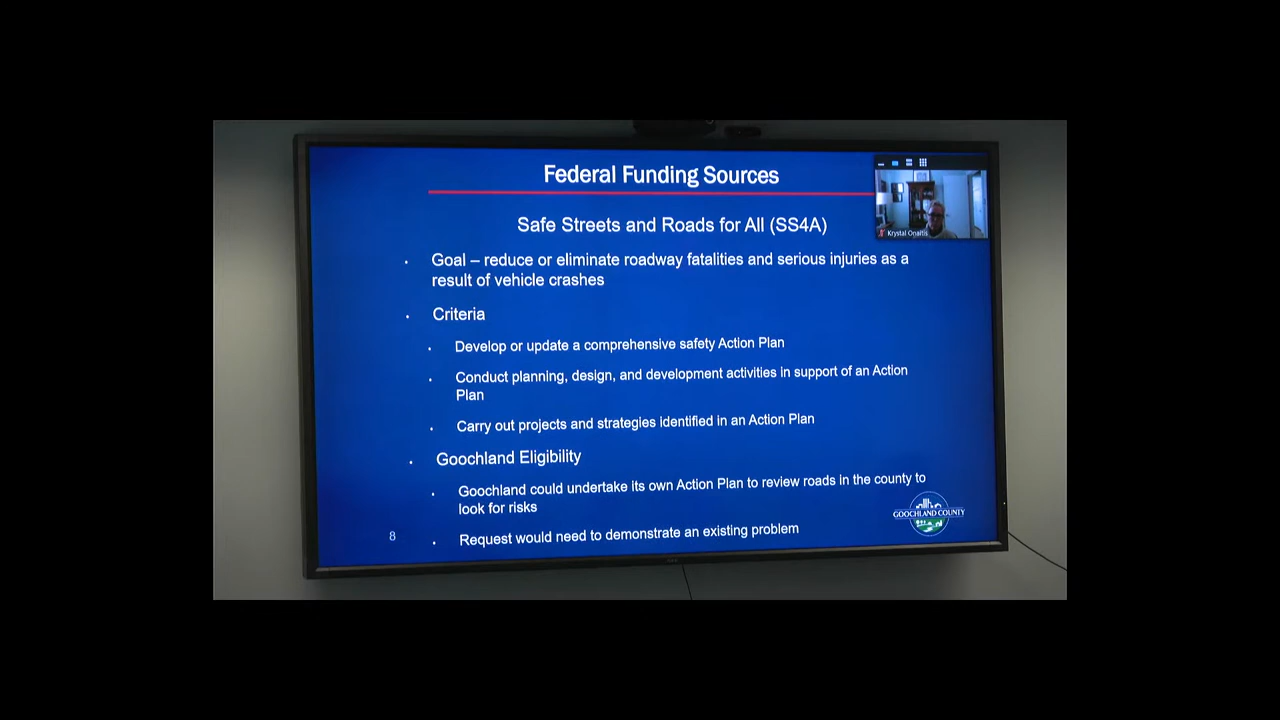 Federal Funding Sources
Safe Streets and Roads for All (SS4A)
Krystal Onaitis
Goal – reduce or eliminate roadway fatalities and serious injuries as a
result of vehicle crashes
Criteria
Develop or update a comprehensive safety Action Plan
Conduct planning, design, and development activities in support of an Action
Plan
Carry out projects and strategies identified in an Action Plan
Goochland Eligibility
Goochland could undertake its own Action Plan to review roads in the county to
look for risks
GOOCHLAND COUNTY
Request would need to demonstrate an existing problem
8